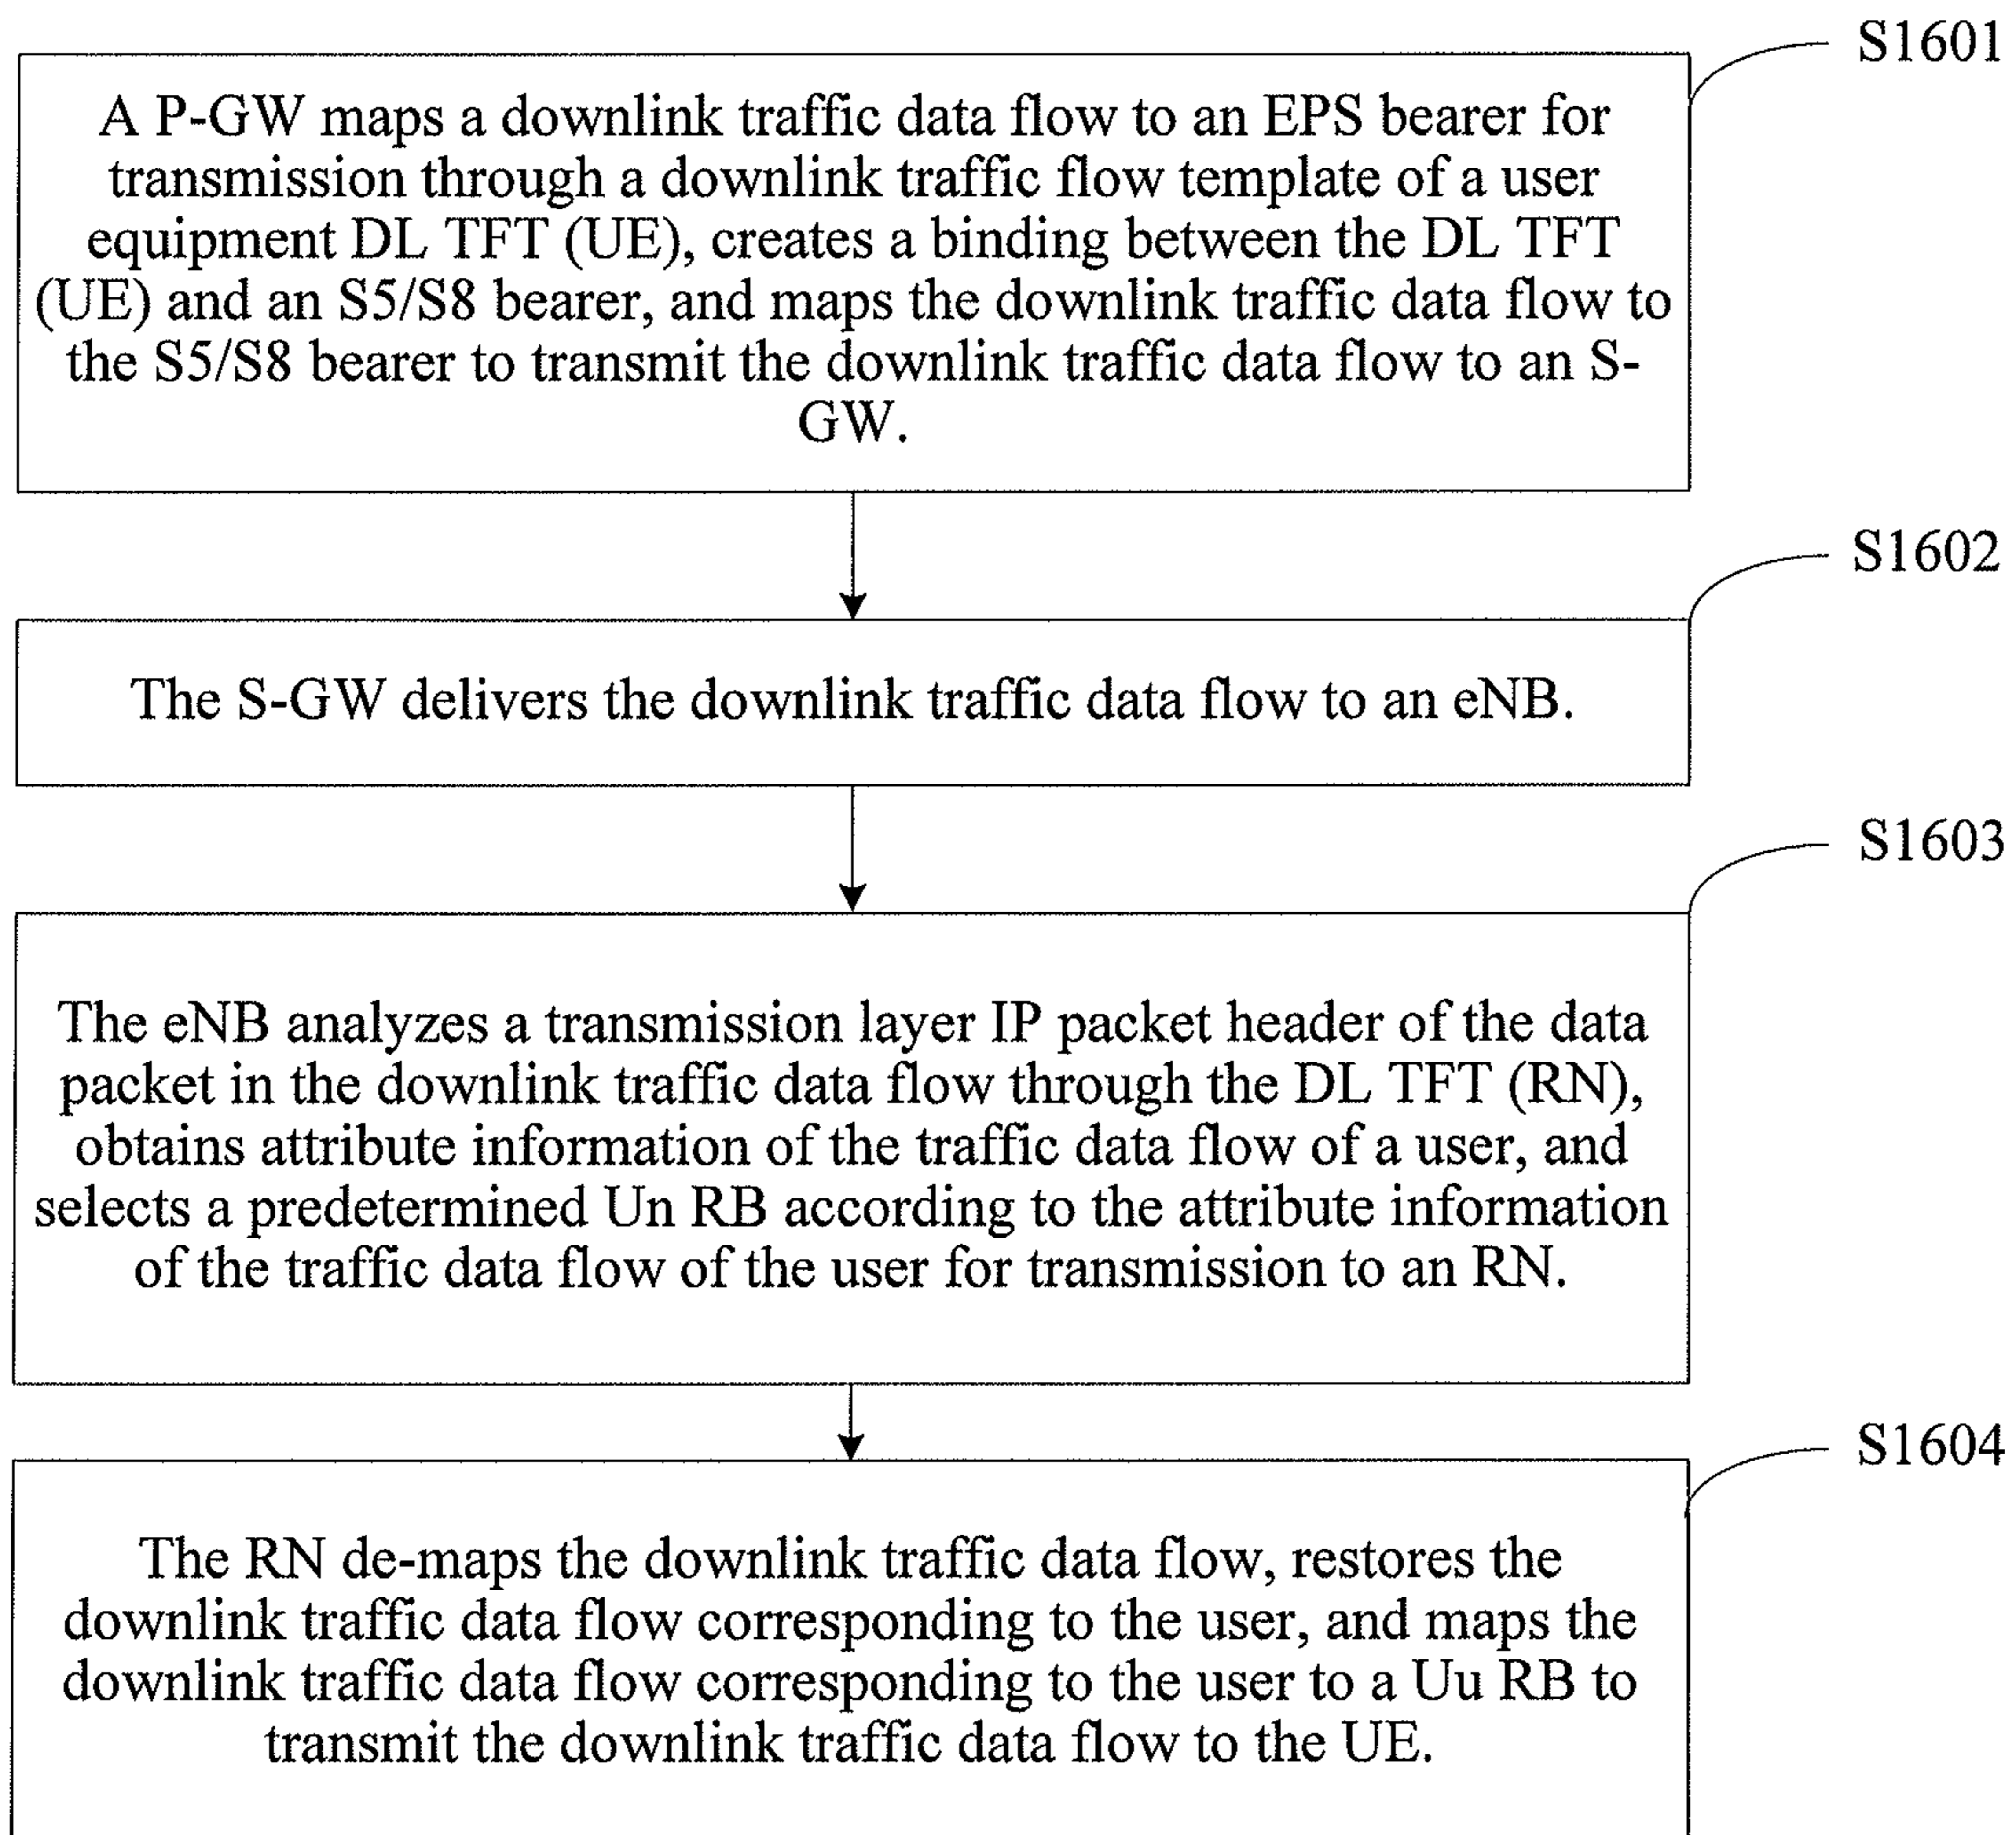 S1601
A P-GW maps a downlink traffic data flow to an EPS bearer for
transmission through a downlink traffic flow template of a user
equipment DL TFT (UE), creates a binding between the DL TFT
(UE) and an S5/S8 bearer, and maps the downlink traffic data flow to
the S5/S8 bearer to transmit the downlink traffic data flow to an S-
GW.
S1602
The S-GW delivers the downlink traffic data flow to an eNB.
S1603
The eNB analyzes a transmission layer IP packet header of the data
packet in the downlink traffic data flow through the DL TFT (RN),
obtains attribute information of the traffic data flow of a user, and
selects a predetermined Un RB according to the attribute information
of the traffic data flow of the user for transmission to an RN.
S1604
The RN de-maps the downlink traffic data flow, restores the
downlink traffic data flow corresponding to the user, and maps the
downlink traffic data flow corresponding to the user to a Uu RB to
transmit the downlink traffic data flow to the UE.